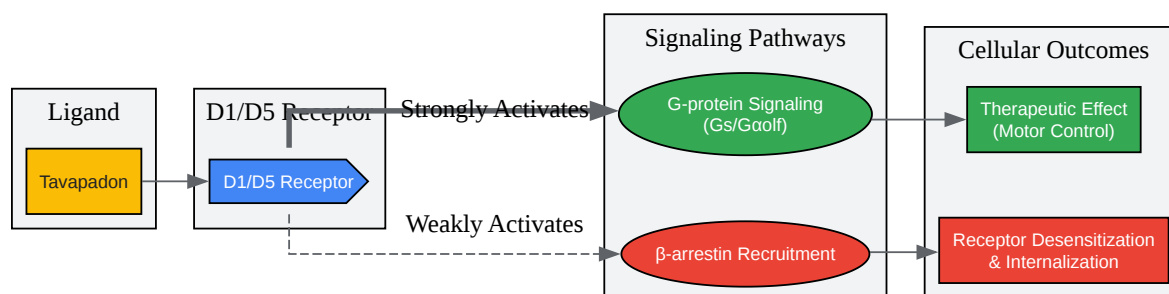 Ligand
Tavapadon
D1/D5 Receptor
D1/D5 Receptor
Strongly Activates
Weakly Activates
Signaling Pathways
G-protein Signaling
(Gs/Gαolf)
β-arrestin Recruitment
Cellular Outcomes
Therapeutic Effect
(Motor Control)
Receptor Desensitization
& Internalization